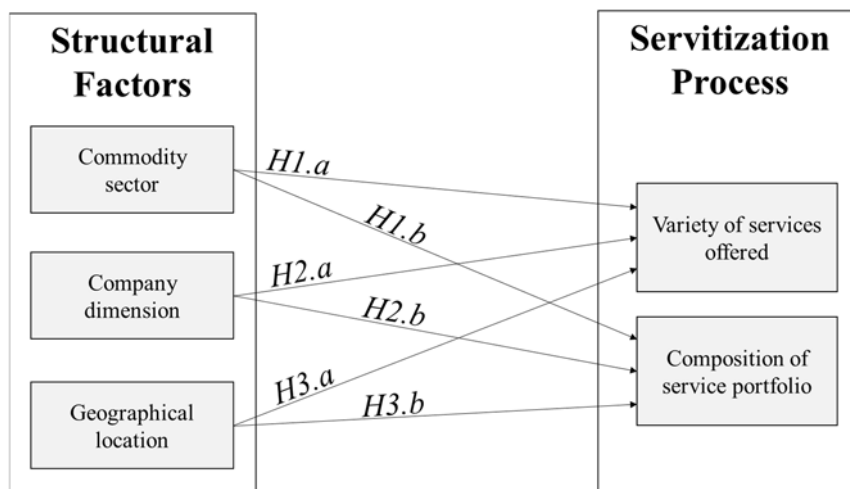 Structural
Factors
Commodity
sector
Company
dimension
Geographical
location
H1.a
H1.b
H2.a
H2.b
H3.a
H3.b
Servitization
Process
Variety of services
offered
Composition of
service portfolio